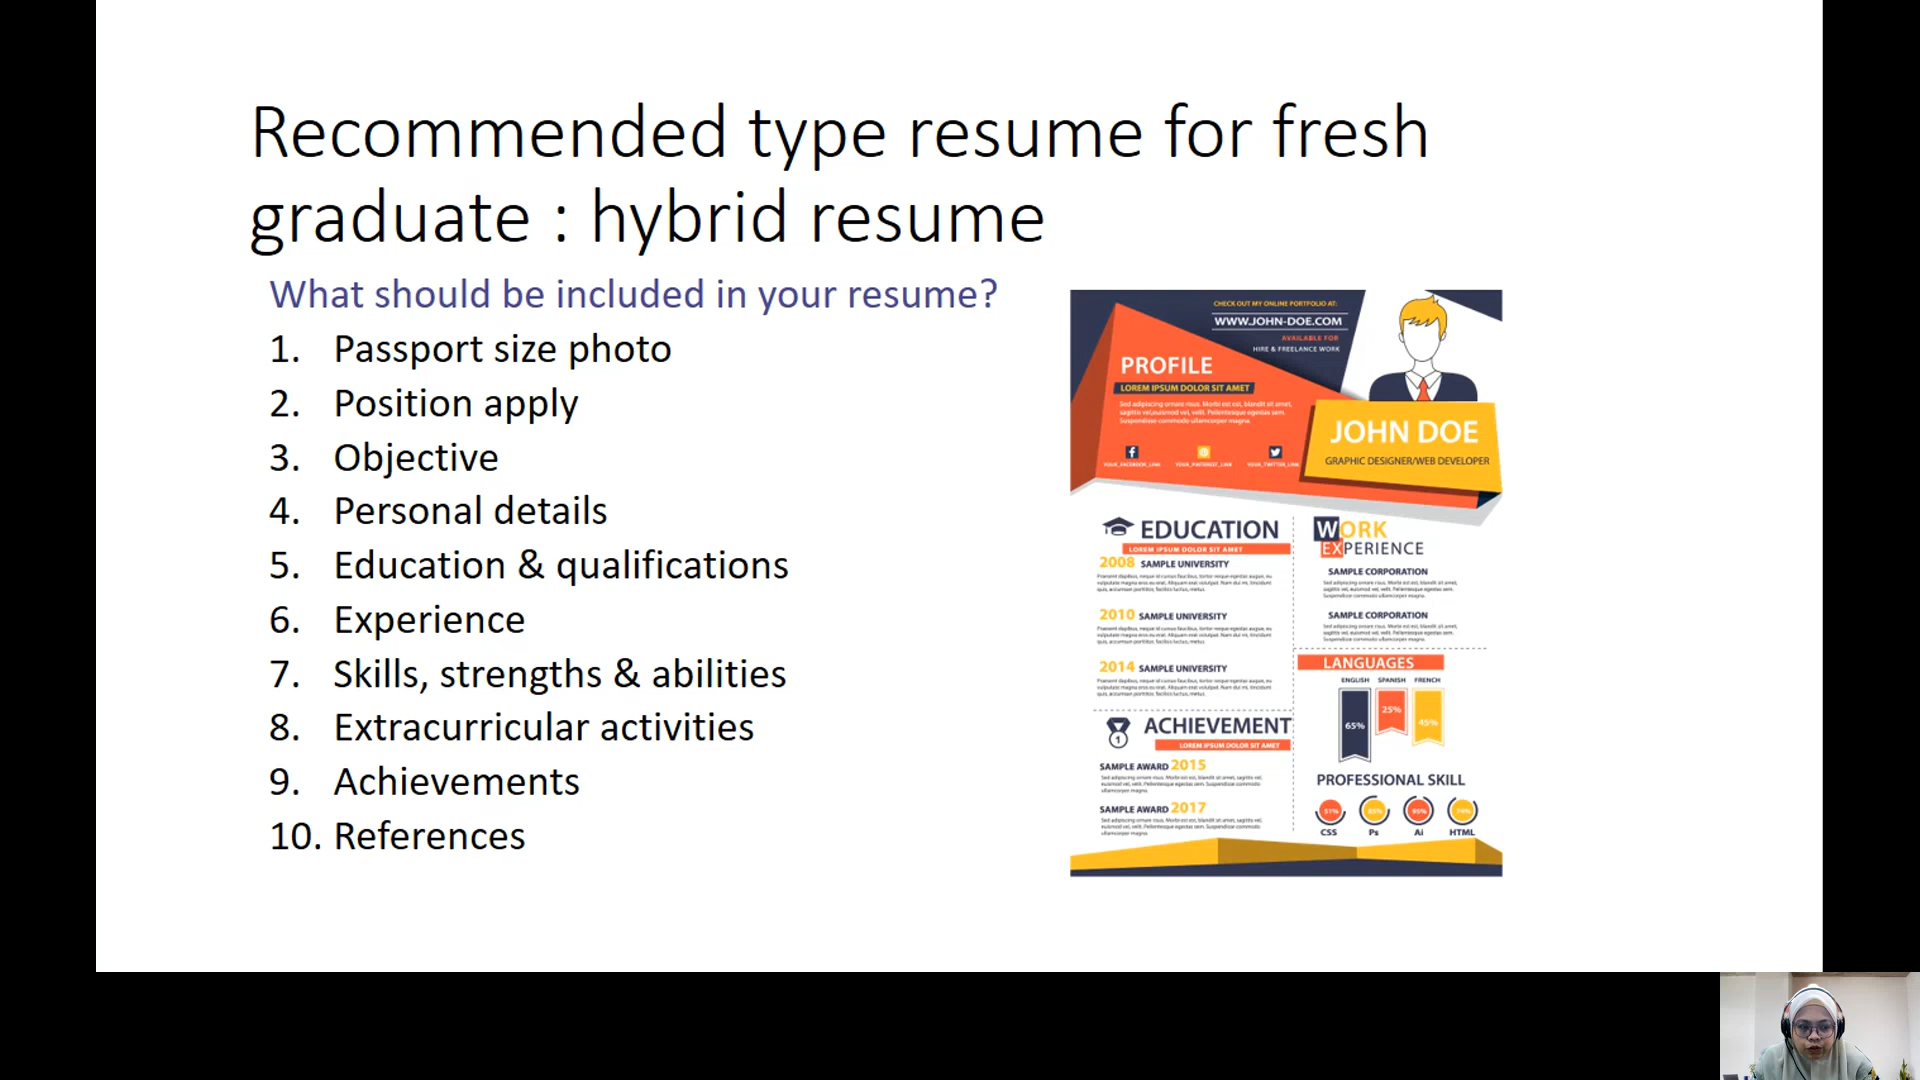 Recommended type resume for fresh
graduate : hybrid resume
What should be included in your resume?
1. Passport size photo
2. Position apply
3. Objective
4. Personal details
5. Education & qualifications
6. Experience
7. Skills, strengths & abilities
8. Extracurricular activities
9. Achievements
10. References
CHECK OUT MY ONLINE PORTFOLIO AT:
WWW.JOHN-DOE.COM
AVAILABLE FOR
HIRE & FREELANCE WORK
PROFILE
LOREM IPSUM DOLOR SIT AMET
JOHN DOE
GRAPHIC DESIGNER/WEB DEVELOPER
YOUR_FACEBOOK_LINK
YOUR_PINTEREST_LINK
YOUR_TWITTER_LINK
EDUCATION
LOREM IPSUM DOLOR SIT AMET
2008 SAMPLE UNIVERSITY
2010 SAMPLE UNIVERSITY
2014 SAMPLE UNIVERSITY
ACHIEVEMENT
1
LOREM IPSUM DOLOR SIT AMET
SAMPLE AWARD 2015
SAMPLE AWARD 2017
WORK
EXPERIENCE
SAMPLE CORPORATION
SAMPLE CORPORATION
LANGUAGES
ENGLISH SPANISH FRENCH
65% 25% 45%
PROFESSIONAL SKILL
CSS Ps Ai HTML